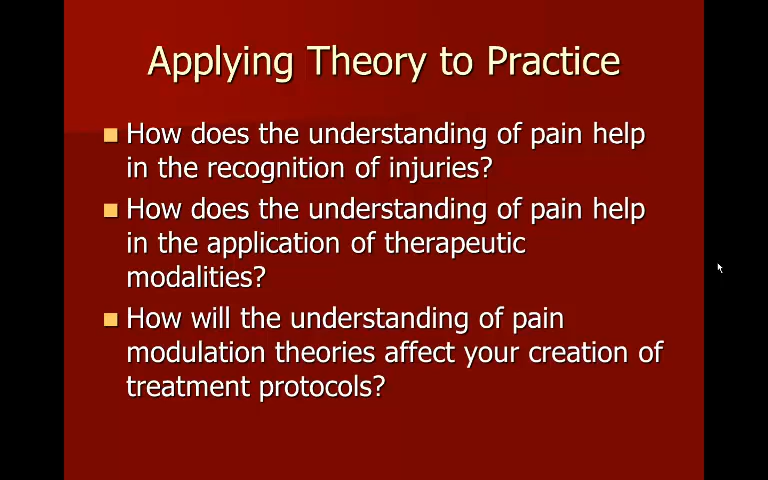 Applying Theory to Practice
How does the understanding of pain help
in the recognition of injuries?
How does the understanding of pain help
in the application of therapeutic
modalities?
How will the understanding of pain
modulation theories affect your creation of
treatment protocols?